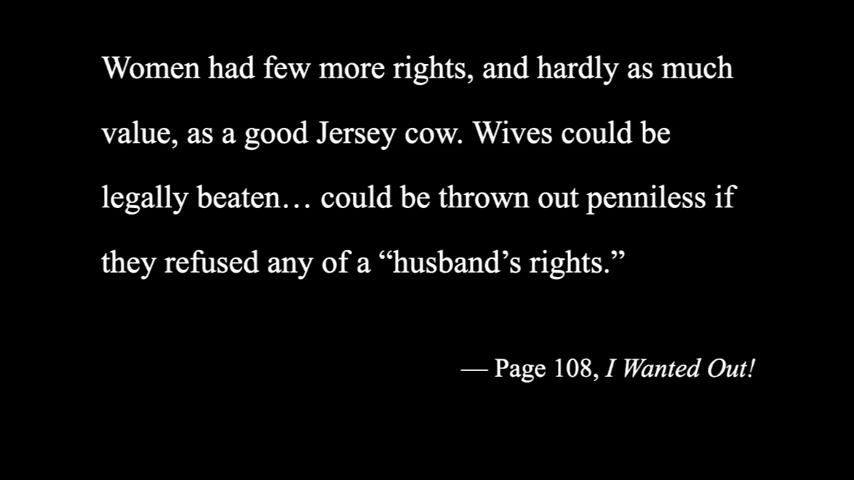 Women had few more rights, and hardly as much
value, as a good Jersey cow. Wives could be
legally beaten… could be thrown out penniless if
they refused any of a “husband’s rights.”
— Page 108, I Wanted Out!